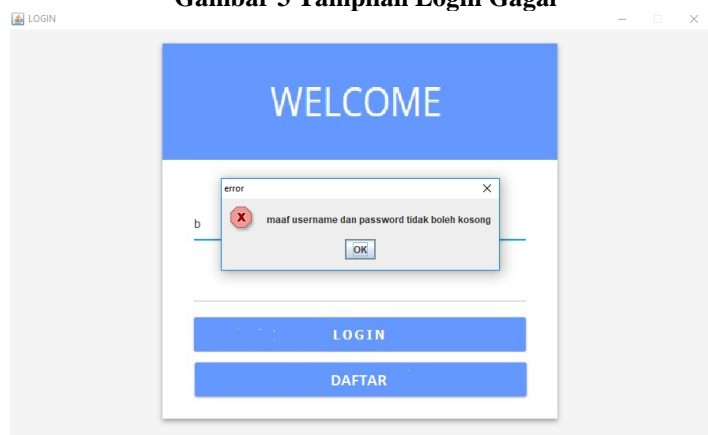 Gambar 5 Tampilan Login Gagal
LOGIN
WELCOME
error
maaf username dan password tidak boleh kosong
OK
b
LOGIN
DAFTAR